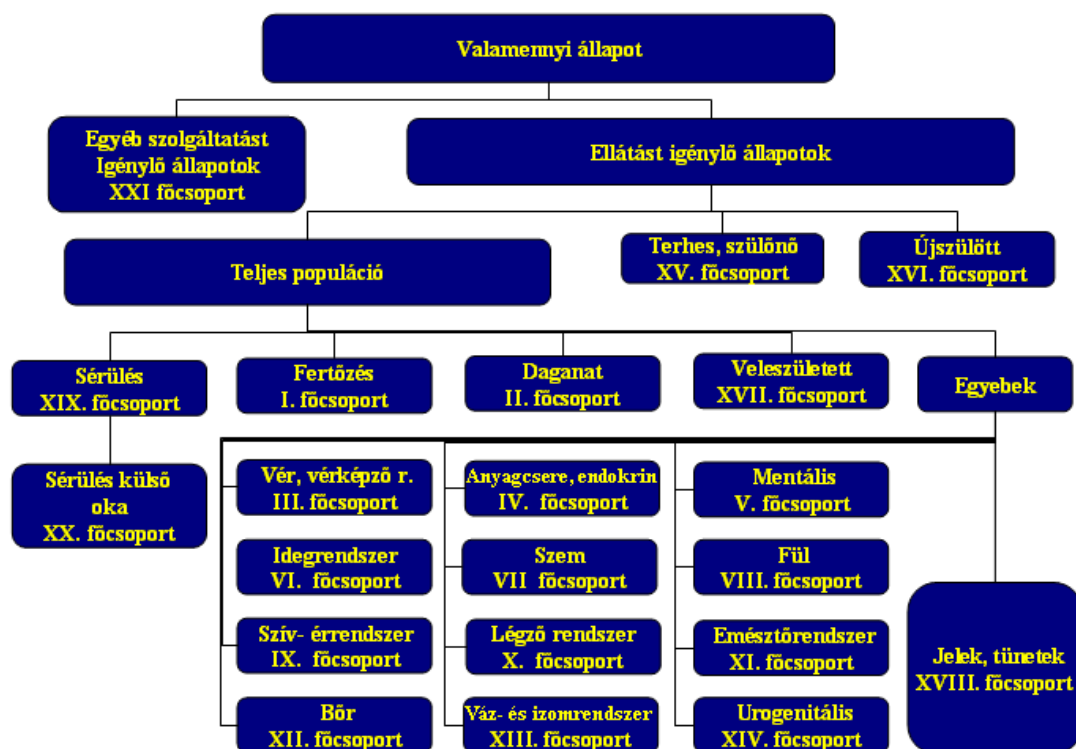 Valamennyi állapot
Egyéb szolgáltatást
Igénylő állapotok
XXI főcsoport
Ellátást igénylő állapotok
Teljes populáció
Terhes, szülőnő
XV. főcsoport
Újszülött
XVI. főcsoport
Sérülés
XIX. főcsoport
Fertőzés
I. főcsoport
Daganat
II. főcsoport
Veleszületett
XVII. főcsoport
Egyebek
Sérülés külső
oka
XX. főcsoport
Vér, vérképző r.
III. főcsoport
Anyagcsere, endokrin
IV. főcsoport
Mentális
V. főcsoport
Idegrendszer
VI. főcsoport
Szem
VII főcsoport
Fül
VIII. főcsoport
Szív- érrendszer
IX. főcsoport
Légző rendszer
X. főcsoport
Emésztőrendszer
XI. főcsoport
Jelek, tünetek
XVIII. főcsoport
Bőr
XII. főcsoport
Váz- és izomrendszer
XIII. főcsoport
Urogenitális
XIV. főcsoport